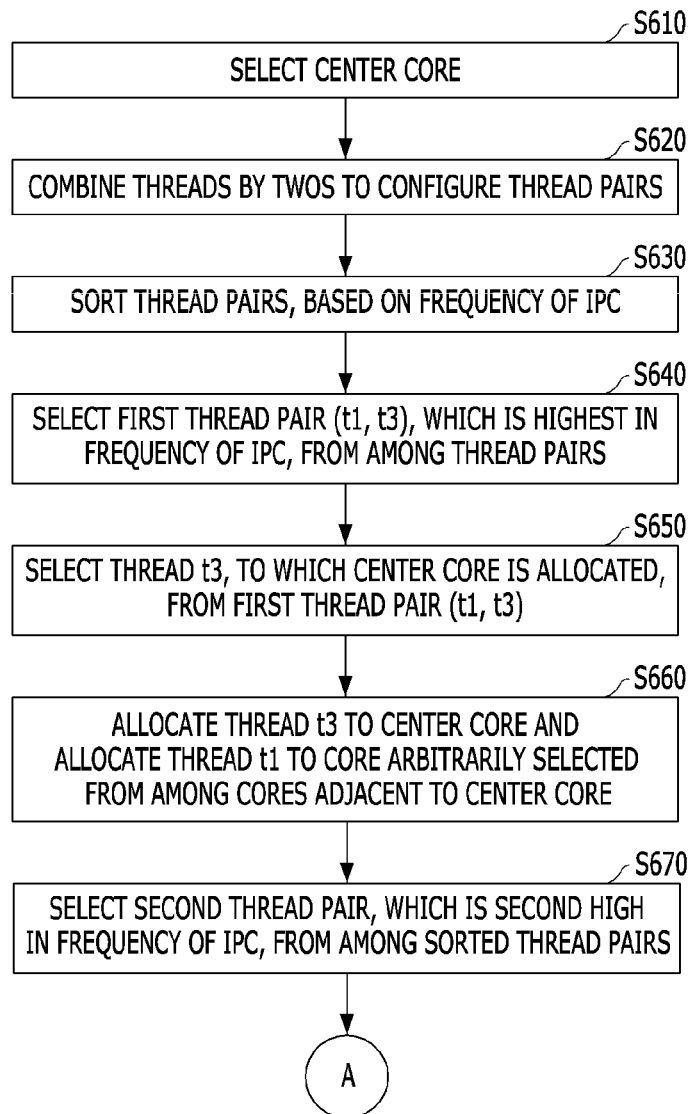 S610
SELECT CENTER CORE
S620
COMBINE THREADS BY TWOS TO CONFIGURE THREAD PAIRS
S630
SORT THREAD PAIRS, BASED ON FREQUENCY OF IPC
S640
SELECT FIRST THREAD PAIR (t1, t3), WHICH IS HIGHEST IN
FREQUENCY OF IPC, FROM AMONG THREAD PAIRS
S650
SELECT THREAD t3, TO WHICH CENTER CORE IS ALLOCATED,
FROM FIRST THREAD PAIR (t1, t3)
S660
ALLOCATE THREAD t3 TO CENTER CORE AND
ALLOCATE THREAD t1 TO CORE ARBITRARILY SELECTED
FROM AMONG CORES ADJACENT TO CENTER CORE
S670
SELECT SECOND THREAD PAIR, WHICH IS SECOND HIGH
IN FREQUENCY OF IPC, FROM AMONG SORTED THREAD PAIRS
A